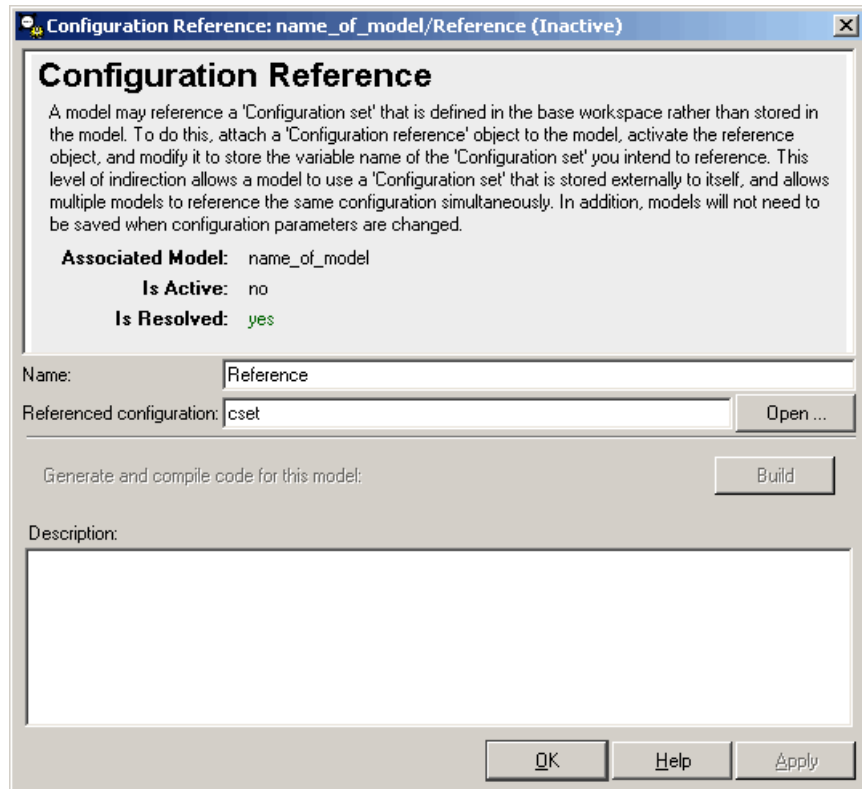 Configuration Reference: name_of_model/Reference (Inactive)
Configuration Reference
A model may reference a 'Configuration set' that is defined in the base workspace rather than stored in
the model. To do this, attach a 'Configuration reference' object to the model, activate the reference
object, and modify it to store the variable name of the 'Configuration set' you intend to reference. This
level of indirection allows a model to use a 'Configuration set' that is stored externally to itself, and allows
multiple models to reference the same configuration simultaneously. In addition, models will not need to
be saved when configuration parameters are changed.
Associated Model: name_of_model
Is Active: no
Is Resolved: yes
Name: Reference
Referenced configuration: cset Open ...
Generate and compile code for this model: Build
Description:
OK Help Apply